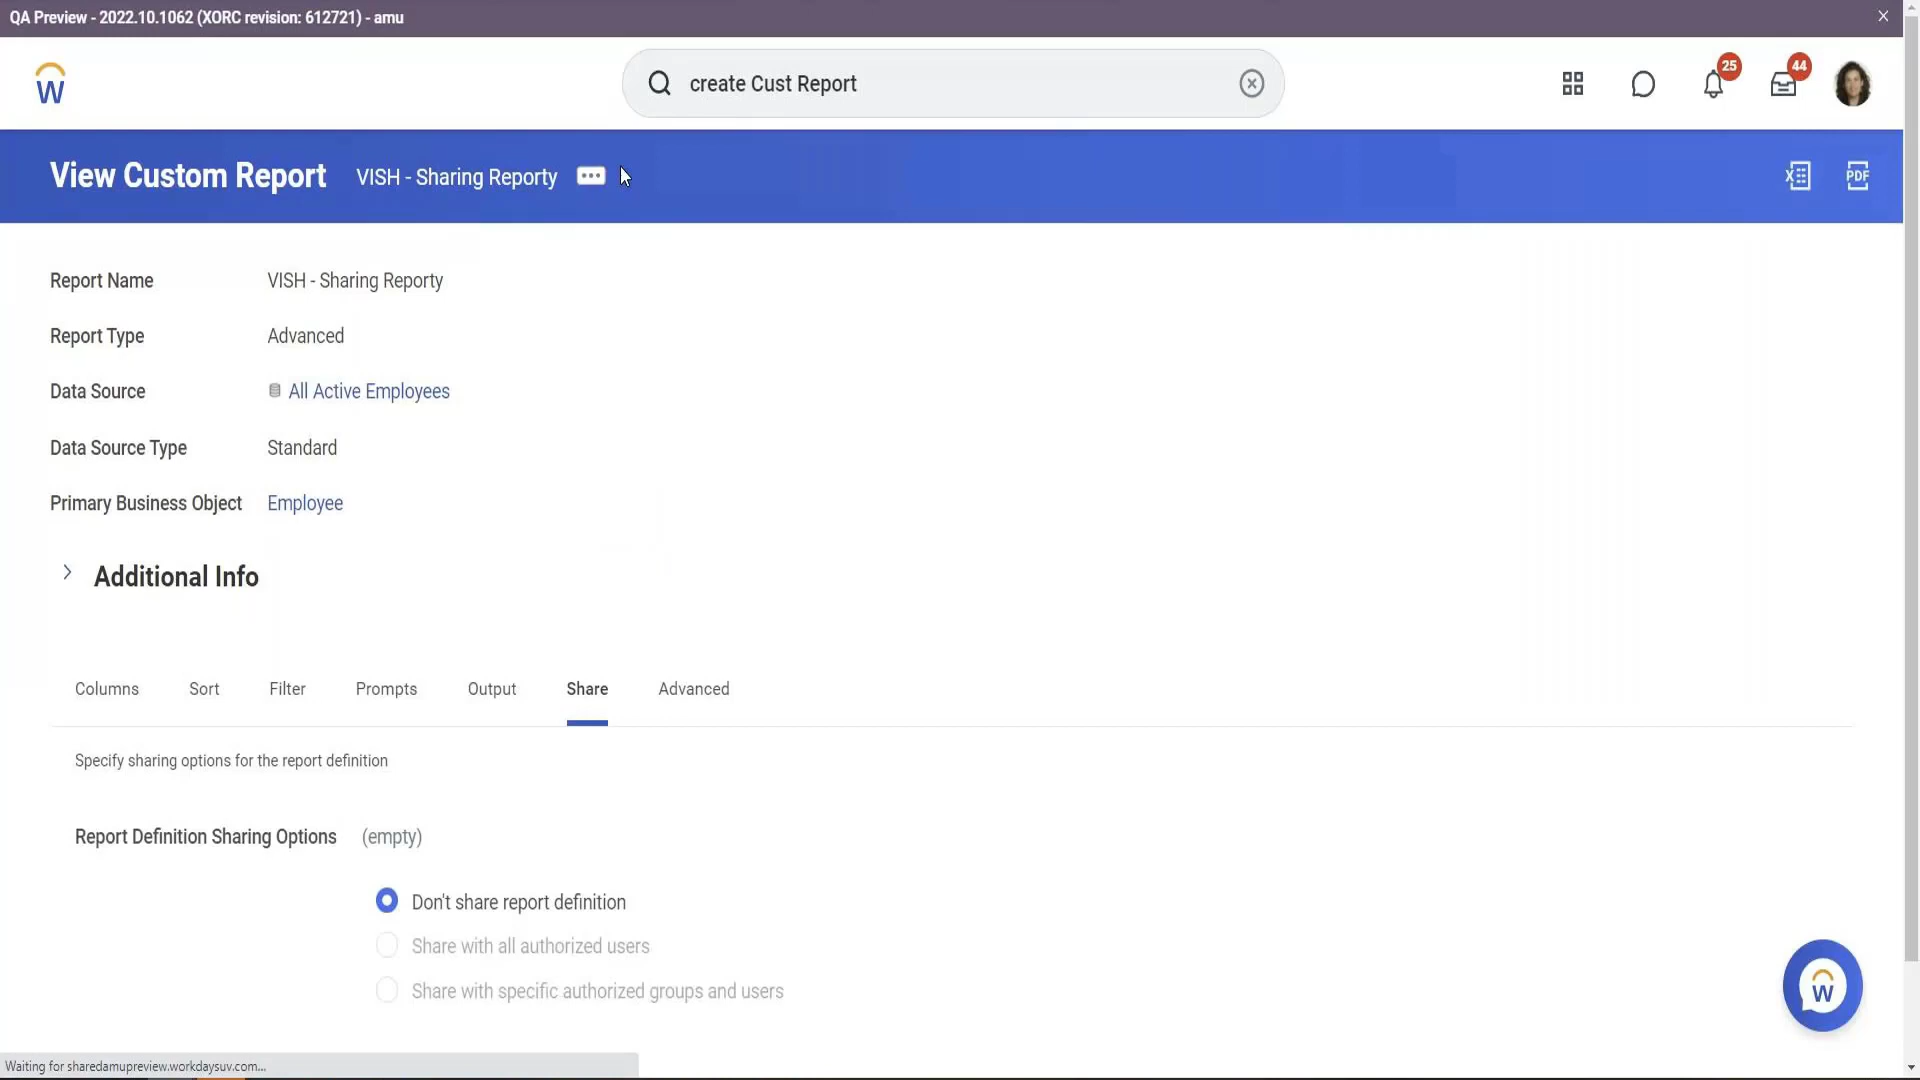 QA Preview - 2022.10.1062 (XORC revision: 612721) - amu
W
create Cust Report
25
44
View Custom Report VISH - Sharing Reporty
X
PDF
Report Name VISH - Sharing Reporty
Report Type Advanced
Data Source All Active Employees
Data Source Type Standard
Primary Business Object Employee
Additional Info
Columns Sort Filter Prompts Output Share Advanced
Specify sharing options for the report definition
Report Definition Sharing Options (empty)
Don't share report definition
Share with all authorized users
Share with specific authorized groups and users
W
Waiting for sharedamupreview.workdaysuv.com...